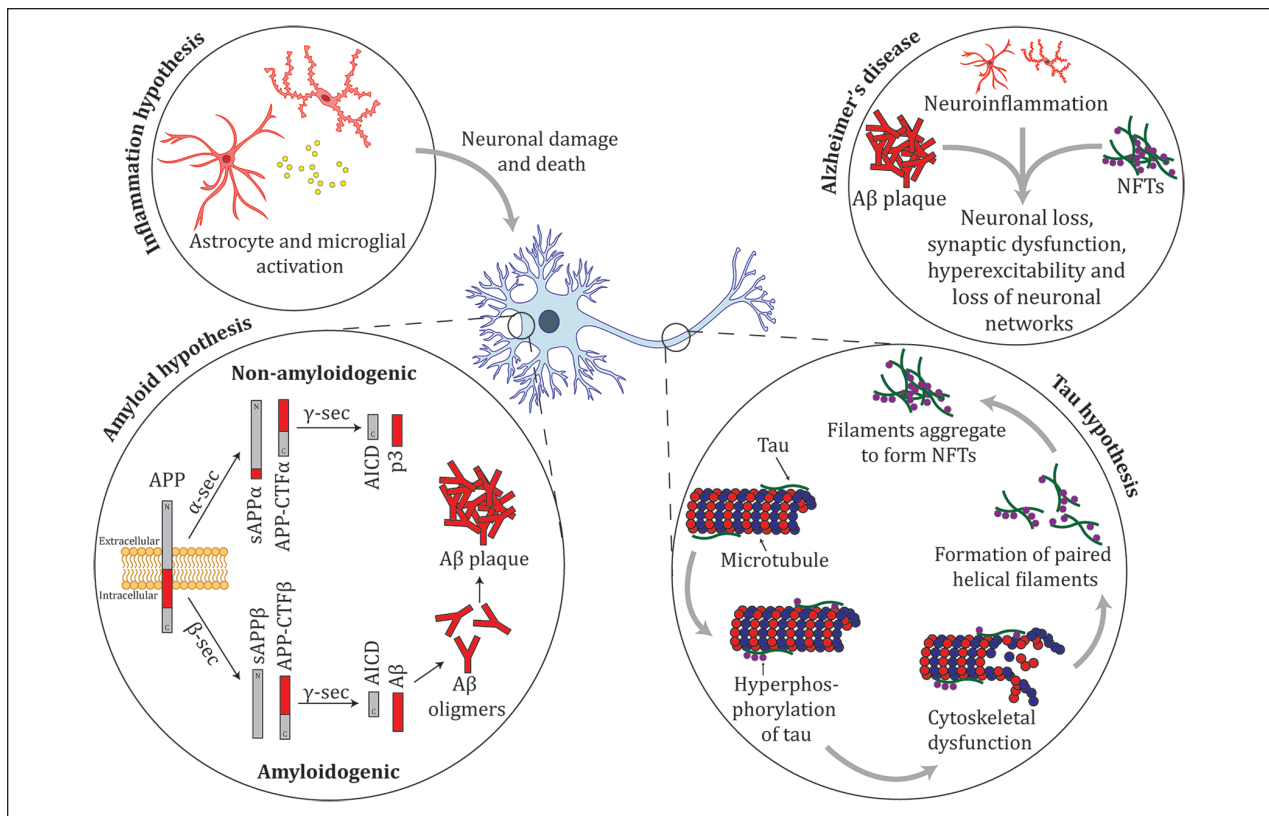 Inflammation hypothesis
Astrocyte and microglial
activation
Neuronal damage
and death
Alzheimer's disease
Neuroinflammation
Aβ plaque
NFTs
Neuronal loss,
synaptic dysfunction,
hyperexcitability and
loss of neuronal
networks
Amyloid hypothesis
Non-amyloidogenic
APP
N
Extracellular
Intracellular
C
α-sec
N
sAPPα
C
APP-CTFα
γ-sec
C
AICD
p3
β-sec
sAPPβ
N
APP-CTFβ
C
γ-sec
AICD
C
Aβ
Aβ
oligmers
Aβ plaque
Amyloidogenic
Tau hypothesis
Tau
Microtubule
Hyperphos-
phorylation
of tau
Cytoskeletal
dysfunction
Formation of paired
helical filaments
Filaments aggregate
to form NFTs